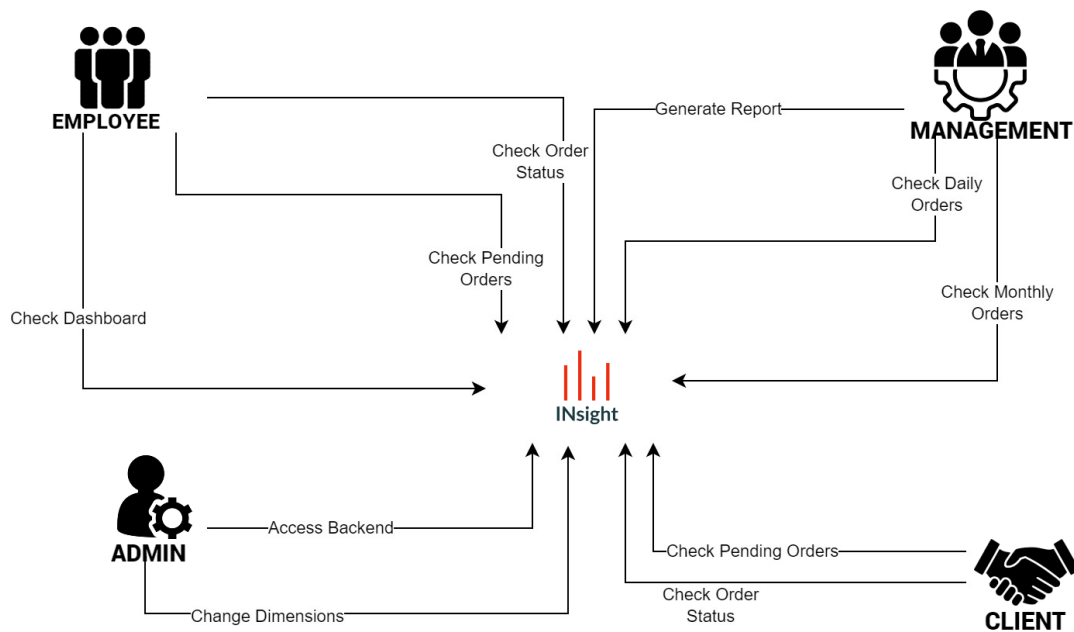 EMPLOYEE
MANAGEMENT
Generate Report
Check Order
Status
Check Daily
Orders
Check Pending
Orders
Check Monthly
Orders
Check Dashboard
INsight
ADMIN
Access Backend
Change Dimensions
Check Pending Orders
Check Order
Status
CLIENT